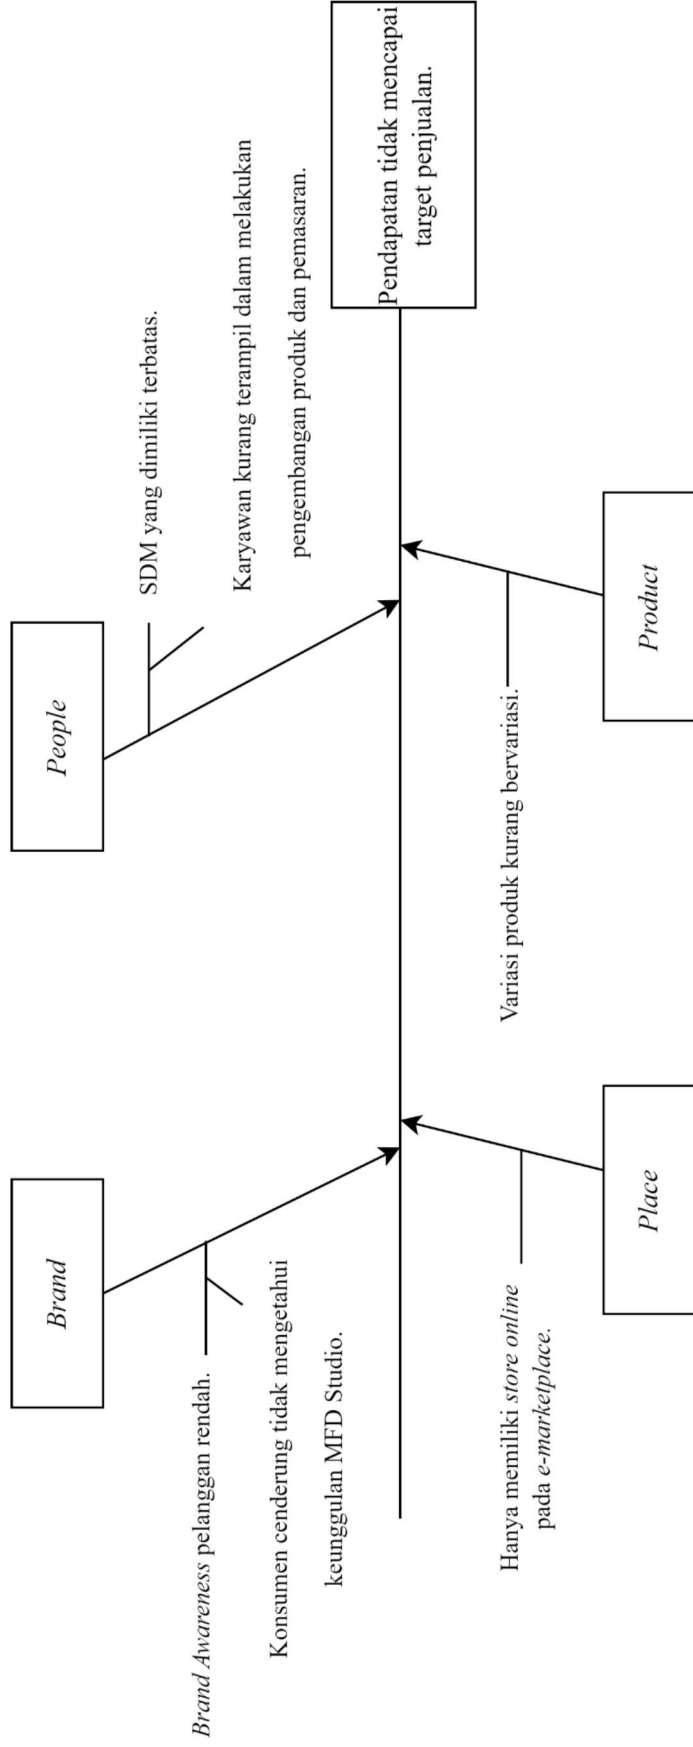 Brand
People
Brand Awareness pelanggan rendah.
SDM yang dimiliki terbatas.
Konsumen cenderung tidak mengetahui
keunggulan MFD Studio.
Karyawan kurang terampil dalam melakukan
pengembangan produk dan pemasaran.
Pendapatan tidak mencapai
target penjualan.
Hanya memiliki store online
pada e-marketplace.
Variasi produk kurang bervariasi.
Place
Product